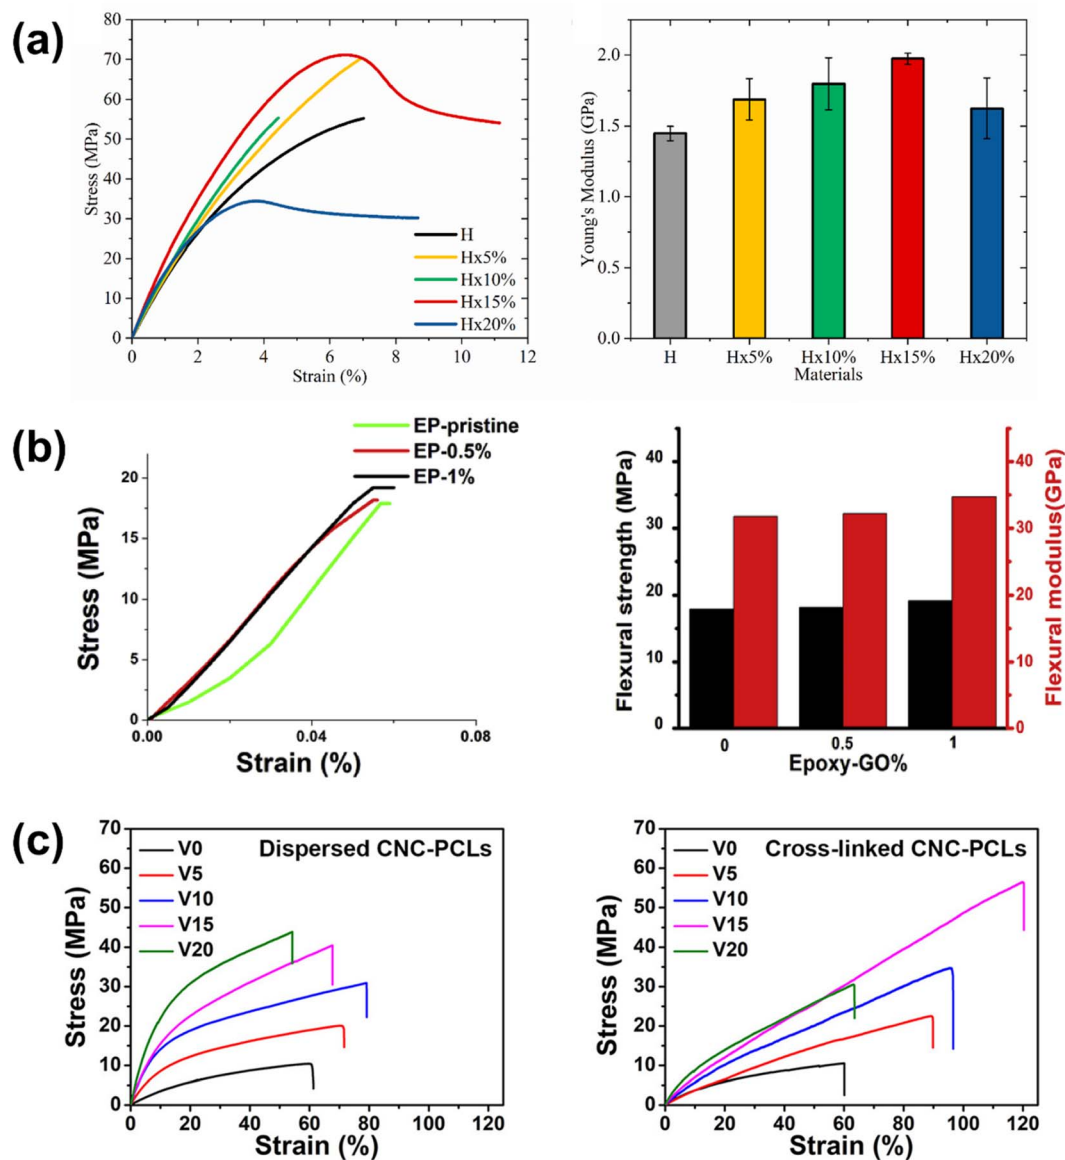 (a)
80
70
60
50
40
30
20
10
0
Stress (MPa)
H
Hx5%
Hx10%
Hx15%
Hx20%
0 2 4 6 8 10 12
Strain (%)
2.0
1.5
1.0
0.5
0.0
Young's Modulus (GPa)
H Hx5% Hx10% Hx15% Hx20%
Materials
(b)
EP-pristine
EP-0.5%
EP-1%
20
15
10
5
0
Stress (MPa)
0.00 0.04 0.08
Strain (%)
40
30
20
10
0
Flexural strength (MPa)
40
30
20
10
0
Flexural modulus(GPa)
0 0.5 1
Epoxy-GO%
(c)
70
60
50
40
30
20
10
0
Stress (MPa)
Dispersed CNC-PCLs
V0
V5
V10
V15
V20
0 20 40 60 80 100 120
Strain (%)
70
60
50
40
30
20
10
0
Stress (MPa)
Cross-linked CNC-PCLs
V0
V5
V10
V15
V20
0 20 40 60 80 100 120
Strain (%)